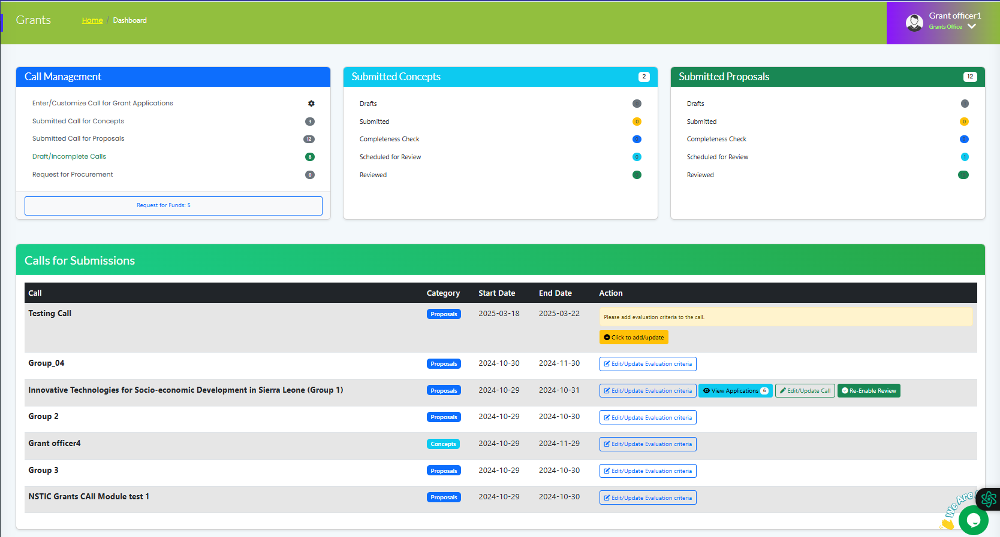 Grants
Home / Dashboard
Grant officer1
Grants Office
Call Management
Enter/Customize Call for Grant Applications
Submitted Call for Concepts 3
Submitted Call for Proposals 12
Draft/Incomplete Calls 8
Request for Procurement 0
Request for Funds: 5
Submitted Concepts 2
Drafts 0
Submitted 0
Completeness Check
Scheduled for Review 0
Reviewed
Submitted Proposals 12
Drafts 1
Submitted 0
Completeness Check
Scheduled for Review 1
Reviewed
Calls for Submissions
Call Category Start Date End Date Action
Testing Call Proposals 2025-03-18 2025-03-22 Please add evaluation criteria to the call.
Click to add/update
Group_04 Proposals 2024-10-30 2024-11-30 Edit/Update Evaluation criteria
Innovative Technologies for Socio-economic Development in Sierra Leone (Group 1) Proposals 2024-10-29 2024-10-31 Edit/Update Evaluation criteria View Applications 6 Edit/Update Call Re-Enable Review
Group 2 Proposals 2024-10-29 2024-10-30 Edit/Update Evaluation criteria
Grant officer4 Concepts 2024-10-29 2024-11-29 Edit/Update Evaluation criteria
Group 3 Proposals 2024-10-29 2024-10-30 Edit/Update Evaluation criteria
NSTIC Grants CAll Module test 1 Proposals 2024-10-29 2024-10-30 Edit/Update Evaluation criteria
We Are